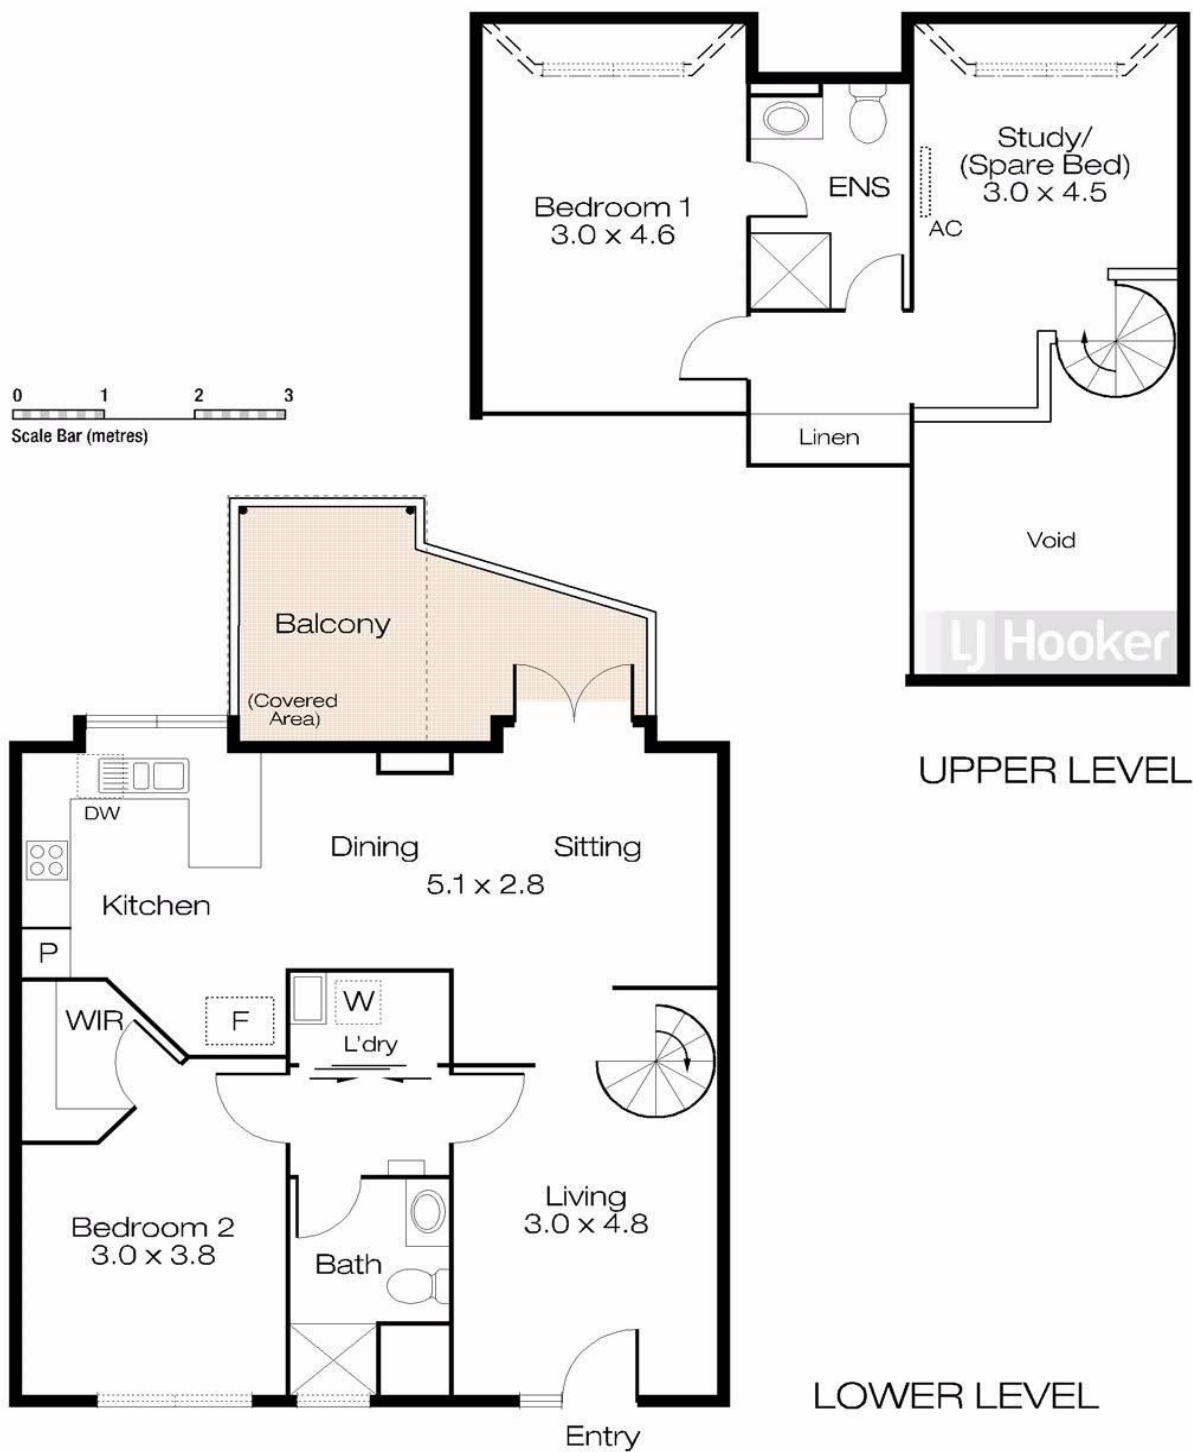 Bedroom 1
3.0 x 4.6
ENS
Study/
(Spare Bed)
3.0 x 4.5
AC
Linen
Void
LJ Hooker
UPPER LEVEL
0 1 2 3
Scale Bar (metres)
Balcony
(Covered
Area)
DW
Kitchen
P
Dining
Sitting
5.1 x 2.8
WIR
F
W
L'dry
Bedroom 2
3.0 x 3.8
Bath
Living
3.0 x 4.8
Entry
LOWER LEVEL